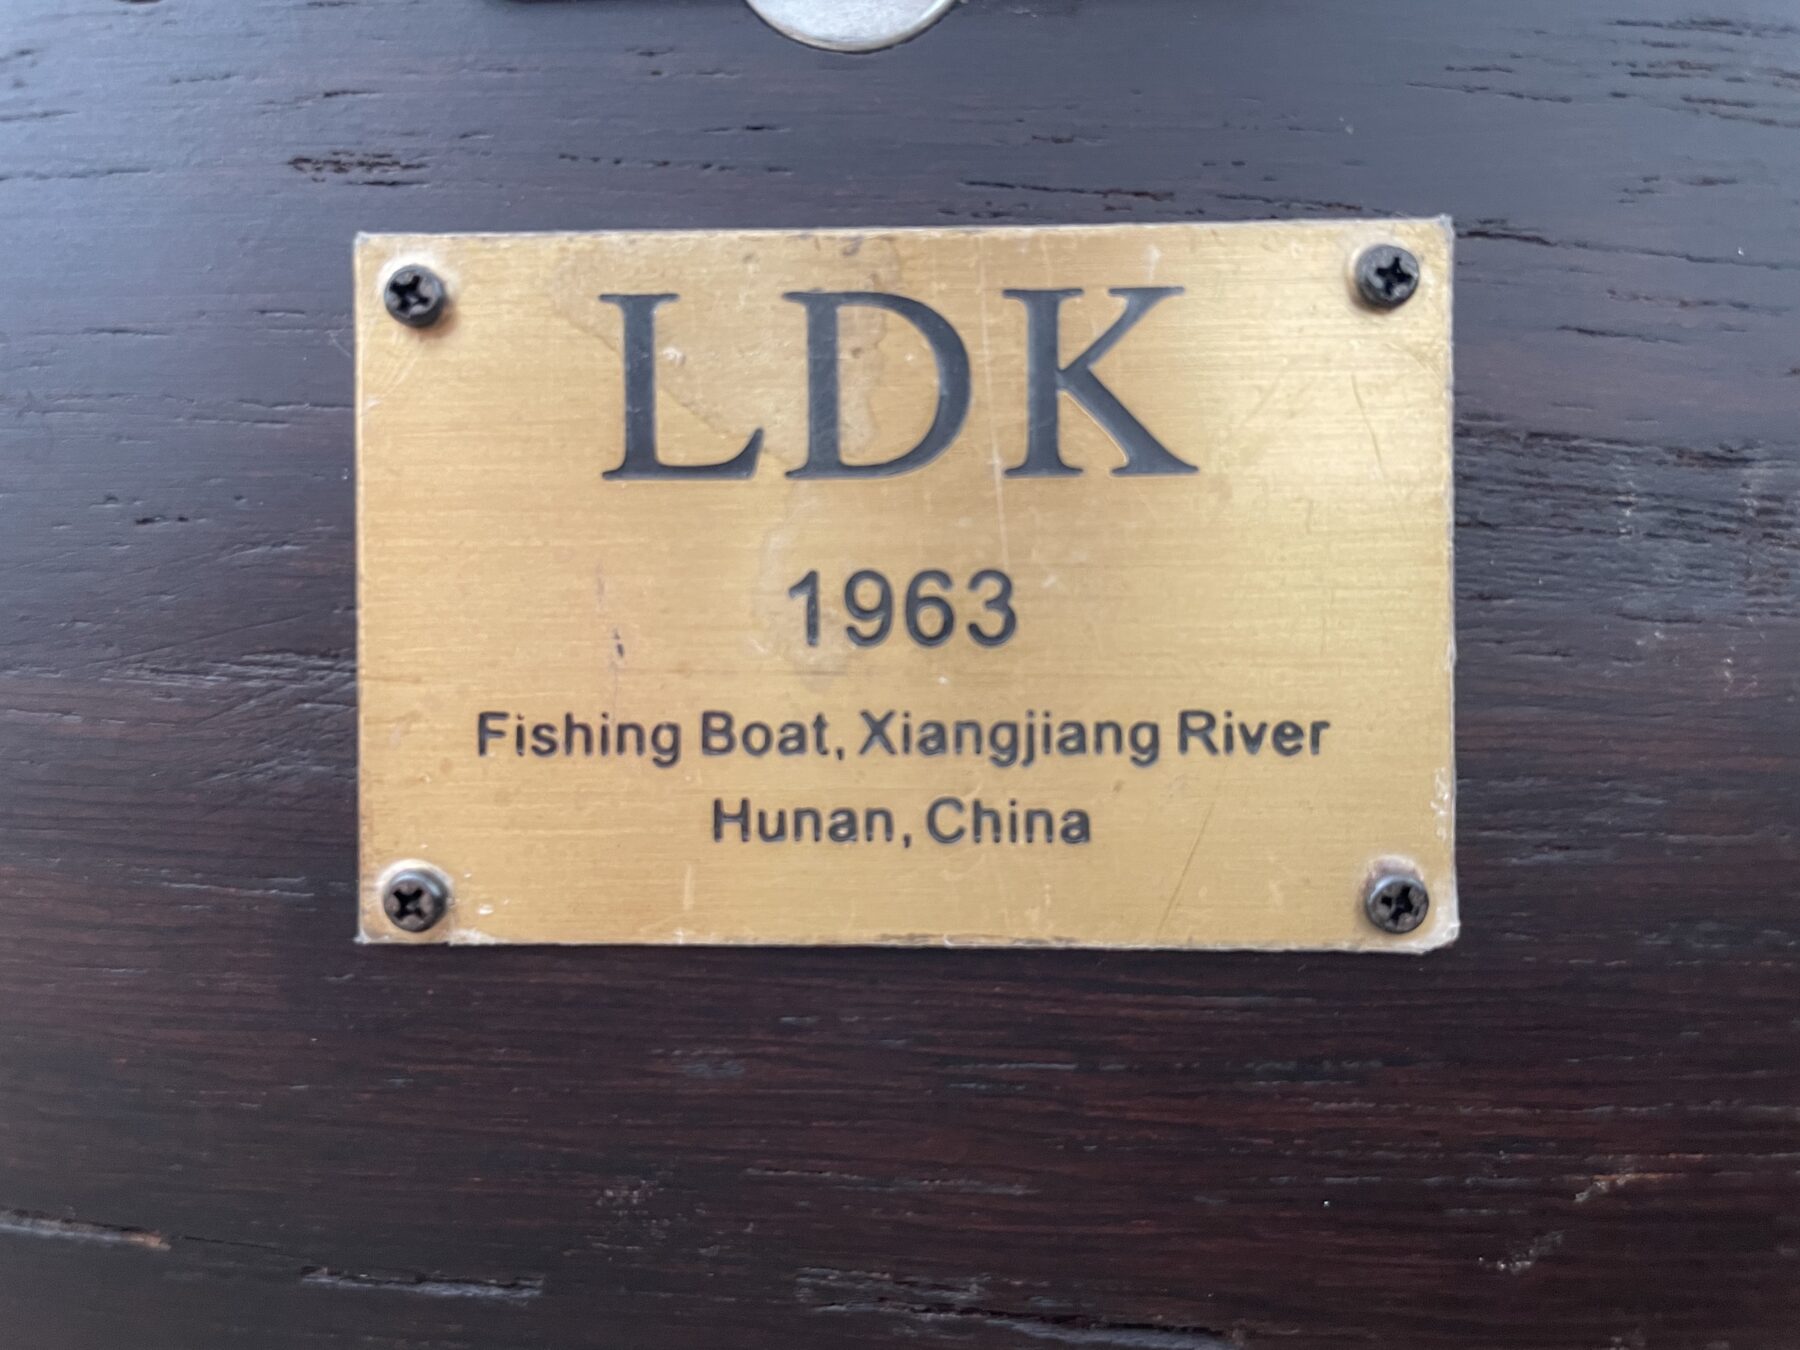 LDK
1963
Fishing Boat, Xiangjiang River
Hunan, China